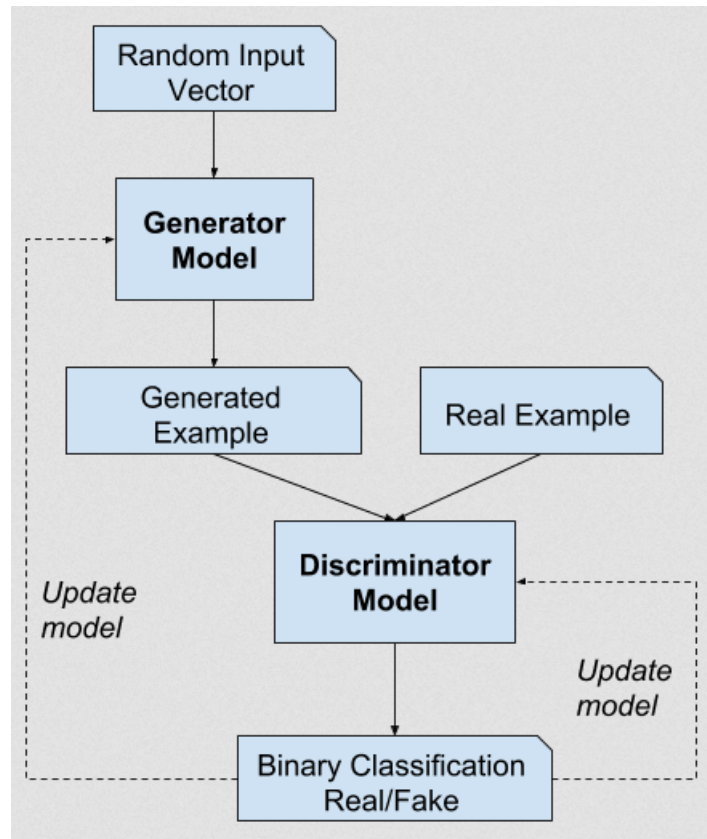 Random Input
Vector
Generator
Model
Generated
Example
Real Example
Discriminator
Model
Update
model
Update
model
Binary Classification
Real/Fake